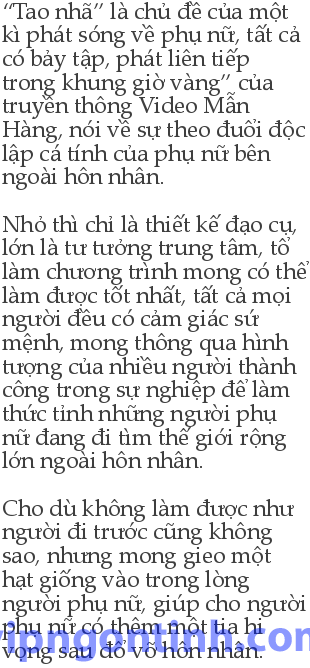 “Tao nhã” là chủ đề của một
kì phát sóng về phụ nữ, tất cả
có bảy tập, phát liên tiếp
trong khung giờ vàng” của
truyền thông Video Mẫn
Hàng, nói về sự theo đuổi độc
lập cá tính của phụ nữ bên
ngoài hôn nhân.
Nhỏ thì chi là thiết kế đạo cụ,
lớn là tư tưởng trung tâm, tổ
làm chương trình mong có thể
làm được tốt nhất, tất cả mọi
người đều có cảm giác sứ
mệnh, mong thông qua hình
tượng của nhiều người thành
công trong sự nghiệp để làm
thức tỉnh những người phụ
nữ đang đi tìm thế giới rộng
lớn ngoài hôn nhân.
Cho dù không làm được như
người đi trước cũng không
sao, nhưng mong gieo một
hạt giống vào trong lòng
người phụ nữ, giúp cho người
phụ nữ có thêm một tia hi
vọng sau đổ vỡ hôn nhân.
vipngontinh.com